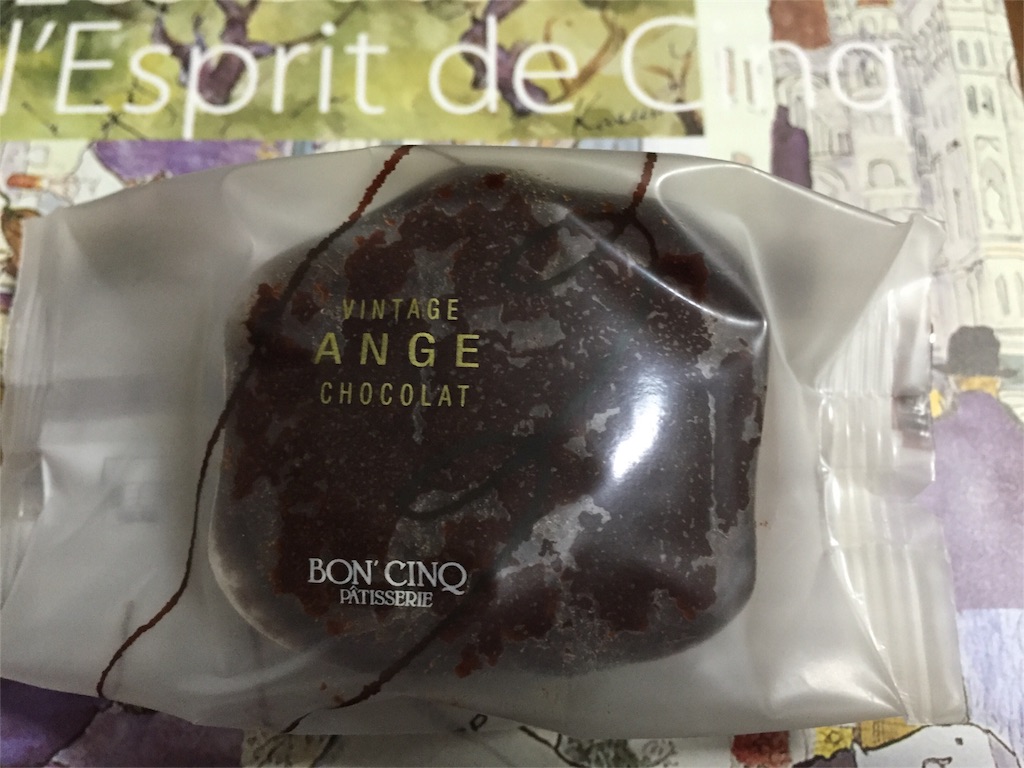 l'Esprit de Cinq
VINTAGE
ANGE
CHOCOLAT
BON' CINQ
PÂTISSERIE